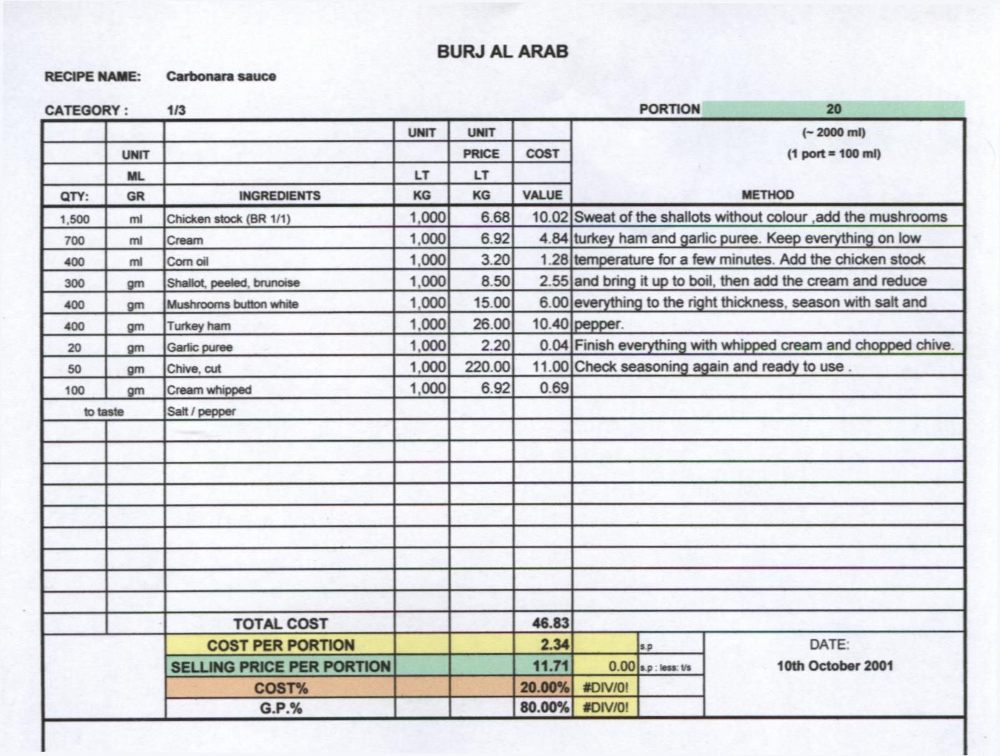 BURJ AL ARAB
RECIPE NAME: Carbonara sauce
CATEGORY : 1/3 PORTION 20
UNIT UNIT (~ 2000 ml)
UNIT PRICE COST (1 port = 100 ml)
ML LT LT
QTY: GR INGREDIENTS KG KG VALUE METHOD
1,500 ml Chicken stock (BR 1/1) 1,000 6.68 10.02 Sweat of the shallots without colour ,add the mushrooms
700 ml Cream 1,000 6.92 4.84 turkey ham and garlic puree. Keep everything on low
400 ml Corn oil 1,000 3.20 1.28 temperature for a few minutes. Add the chicken stock
300 gm Shallot, peeled, brunoise 1,000 8.50 2.55 and bring it up to boil, then add the cream and reduce
400 gm Mushrooms button white 1,000 15.00 6.00 everything to the right thickness, season with salt and
400 gm Turkey ham 1,000 26.00 10.40 pepper.
20 gm Garlic puree 1,000 2.20 0.04 Finish everything with whipped cream and chopped chive.
50 gm Chive, cut 1,000 220.00 11.00 Check seasoning again and ready to use .
100 gm Cream whipped 1,000 6.92 0.69
to taste Salt / pepper
TOTAL COST 46.83
COST PER PORTION 2.34 s.p DATE:
SELLING PRICE PER PORTION 11.71 0.00 s.p : less: t/s 10th October 2001
COST% 20.00% #DIV/0!
G.P.% 80.00% #DIV/0!